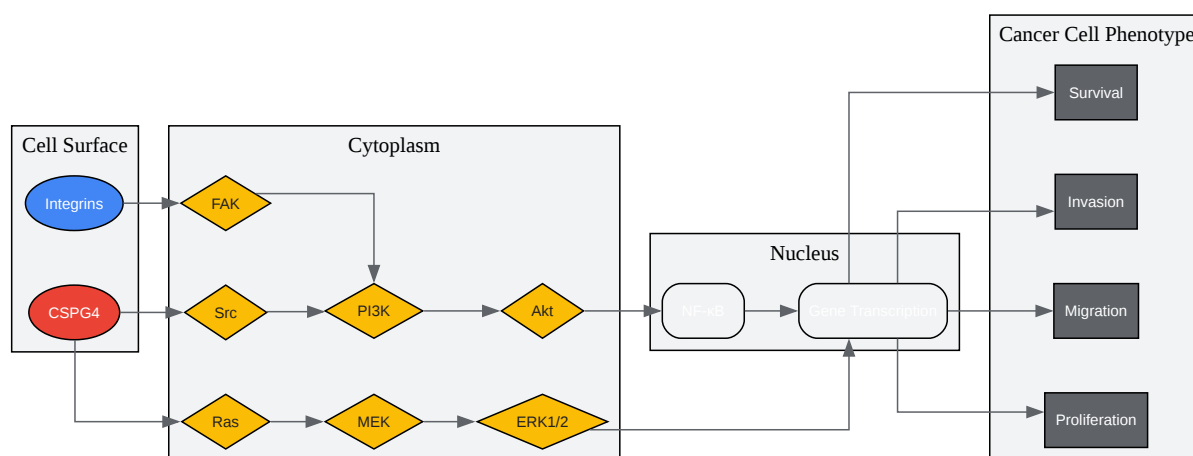 Cancer Cell Phenotype
Survival
Cell Surface
Cytoplasm
Integrins
FAK
Invasion
Nucleus
CSPG4
Src
PI3K
Akt
NF-κB
Gene Transcription
Migration
Ras
MEK
ERK1/2
Proliferation